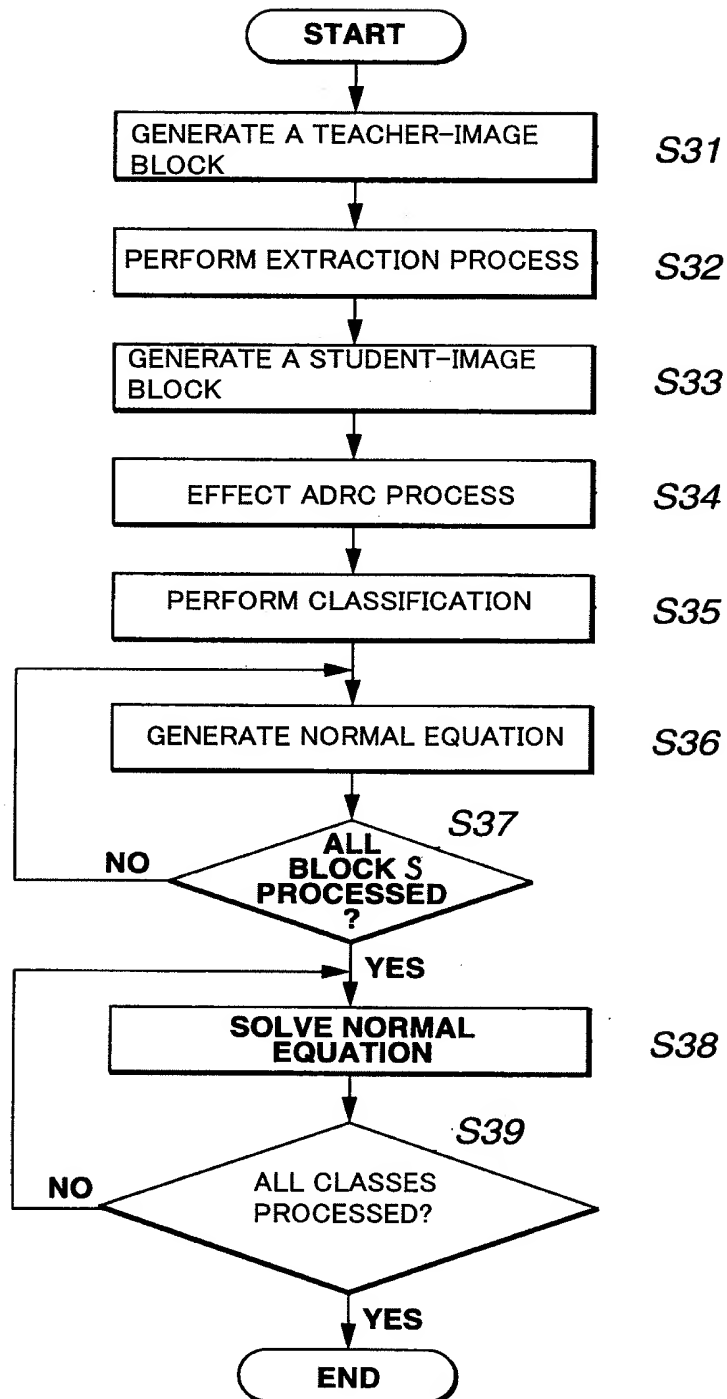 START
GENERATE A TEACHER-IMAGE
BLOCK
S31
PERFORM EXTRACTION PROCESS
S32
GENERATE A STUDENT-IMAGE
BLOCK
S33
EFFECT ADRC PROCESS
S34
PERFORM CLASSIFICATION
S35
GENERATE NORMAL EQUATION
S36
S37
ALL
BLOCK S
PROCESSED
?
NO
YES
SOLVE NORMAL
EQUATION
S38
S39
ALL CLASSES
PROCESSED?
NO
YES
END